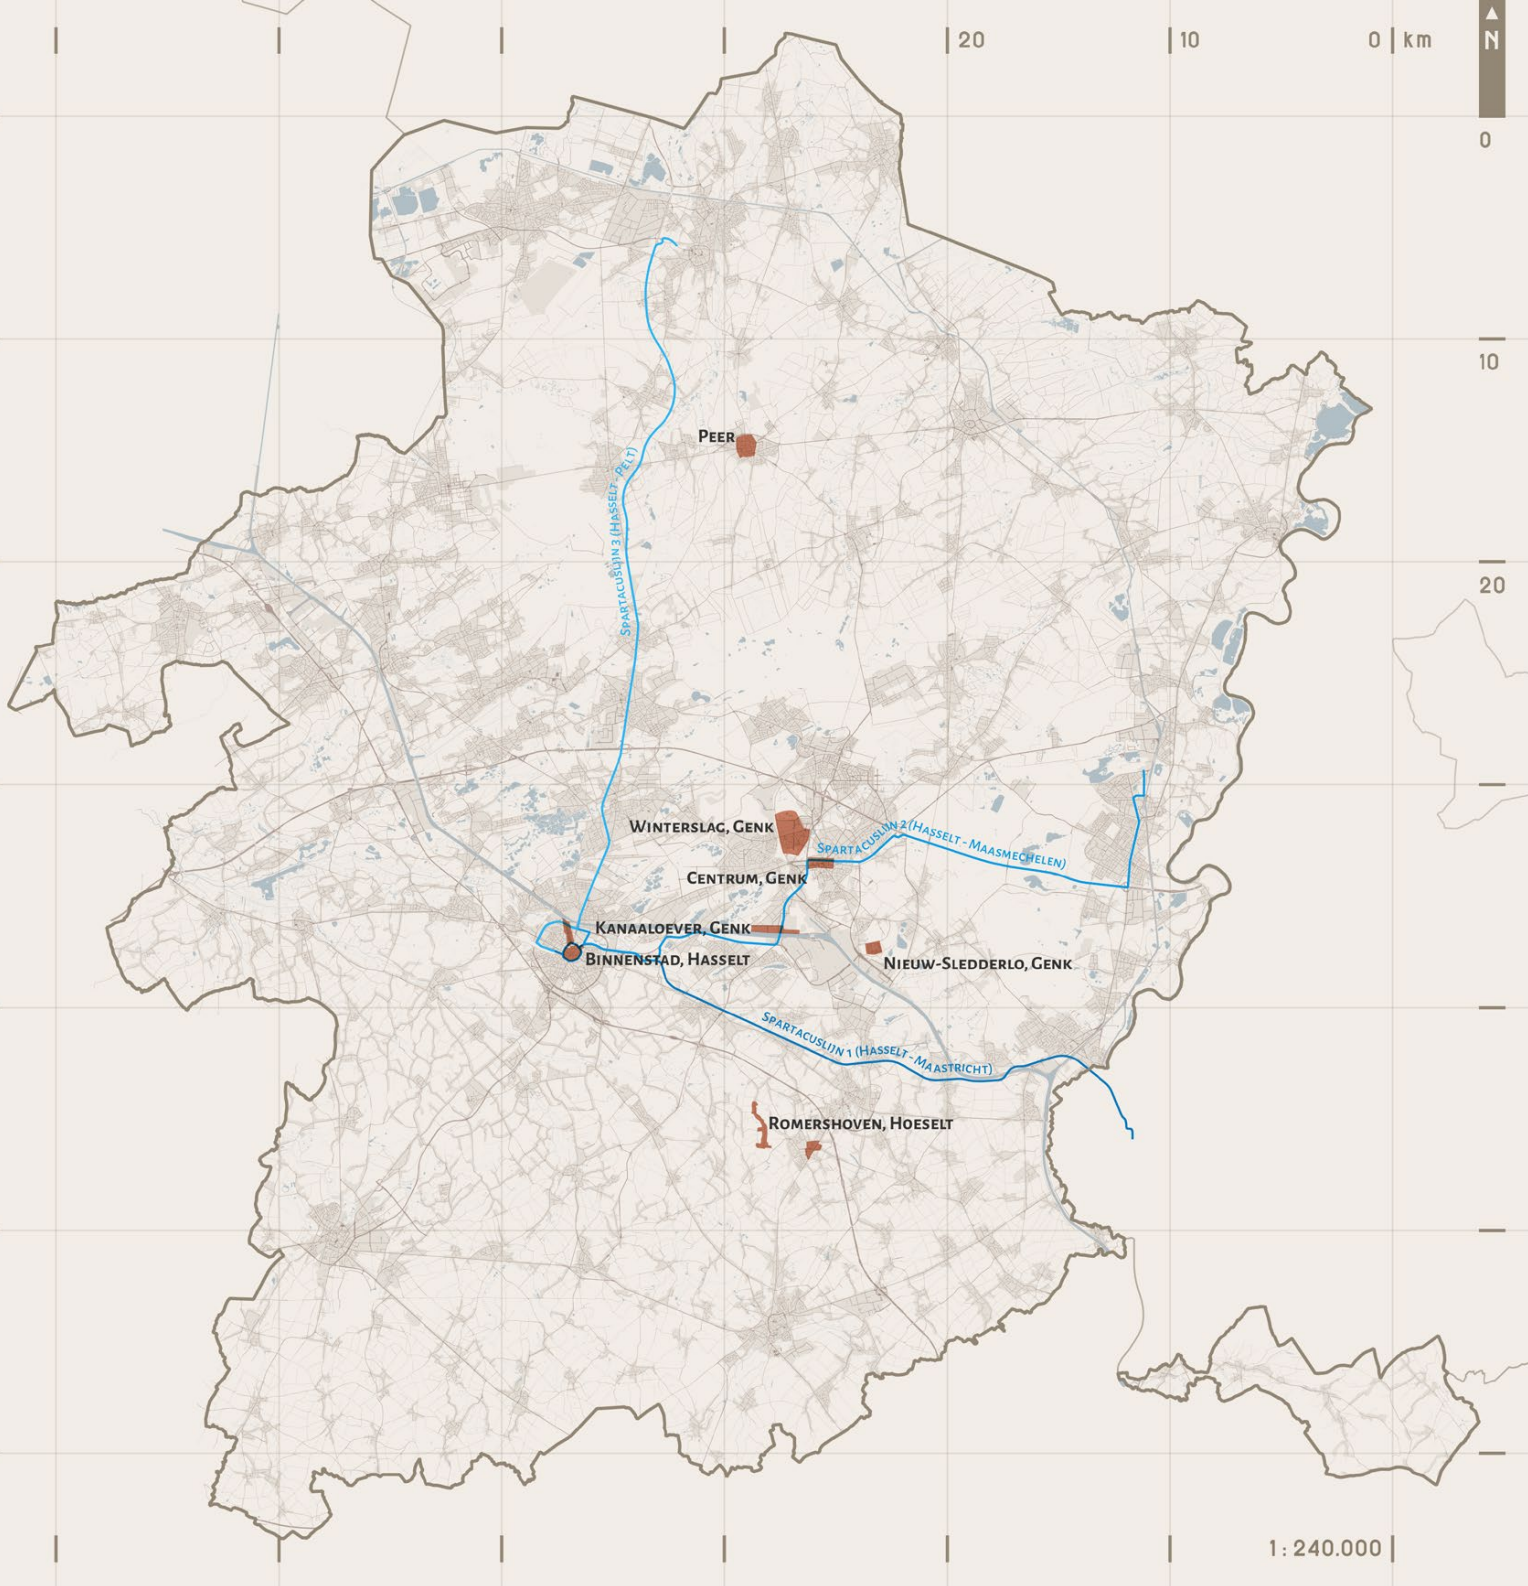 20
10
0 km
N
0
10
PEER
SPARTACUSLIJN 3 (HASSELT - PELT)
20
WINTERSLAG, GENK
SPARTACUSLIJN 2 (HASSELT - MAASMECHELEN)
CENTRUM, GENK
KANAALOEVER, GENK
BINNENSTAD, HASSELT
NIEUW-SLEDDERLO, GENK
SPARTACUSLIJN 1 (HASSELT - MAASTRICHT)
ROMERSHOVEN, HOESELT
1:240.000